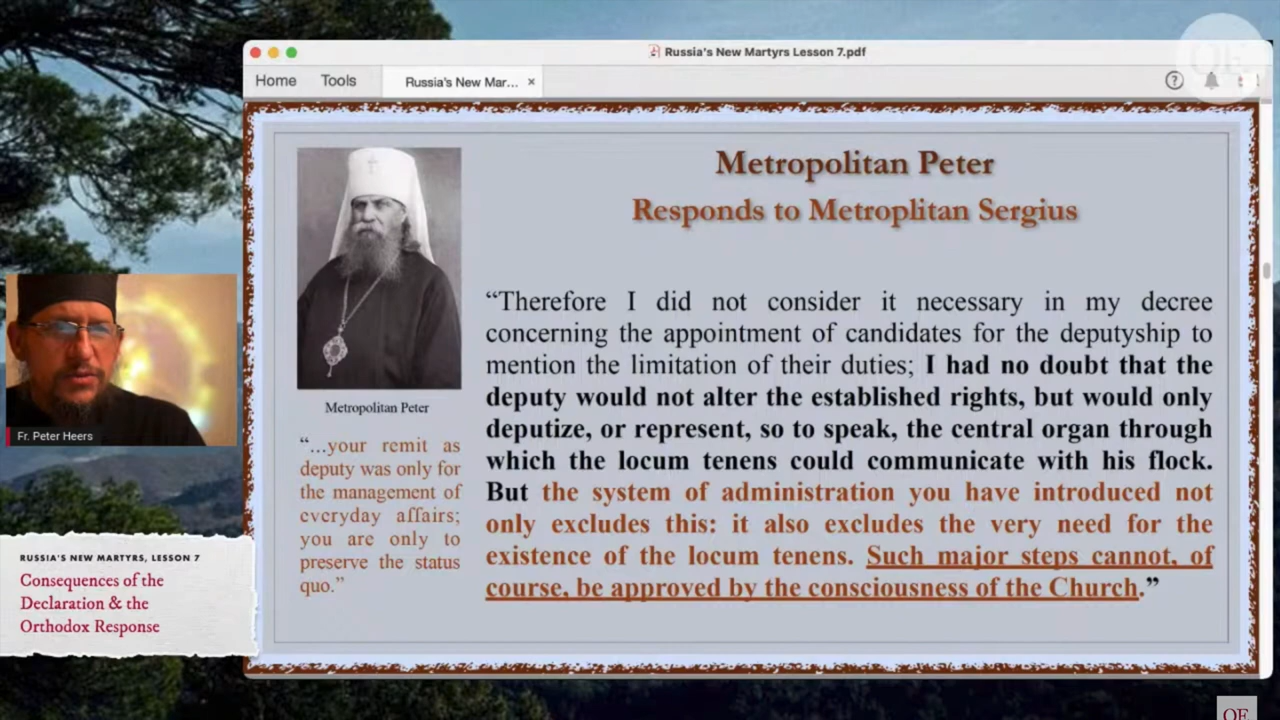 OE
Russia's New Martyrs Lesson 7.pdf
Home Tools Russia's New Mar... ×
?
Metropolitan Peter
Responds to Metroplitan Sergius
Metropolitan Peter
“...your remit as
deputy was only for
the management of
everyday affairs;
you are only to
preserve the status
quo.”
“Therefore I did not consider it necessary in my decree
concerning the appointment of candidates for the deputyship to
mention the limitation of their duties; I had no doubt that the
deputy would not alter the established rights, but would only
deputize, or represent, so to speak, the central organ through
which the locum tenens could communicate with his flock.
But the system of administration you have introduced not
only excludes this: it also excludes the very need for the
existence of the locum tenens. Such major steps cannot, of
course, be approved by the consciousness of the Church.”
Fr. Peter Heers
RUSSIA'S NEW MARTYRS, LESSON 7
Consequences of the
Declaration & the
Orthodox Response
OE